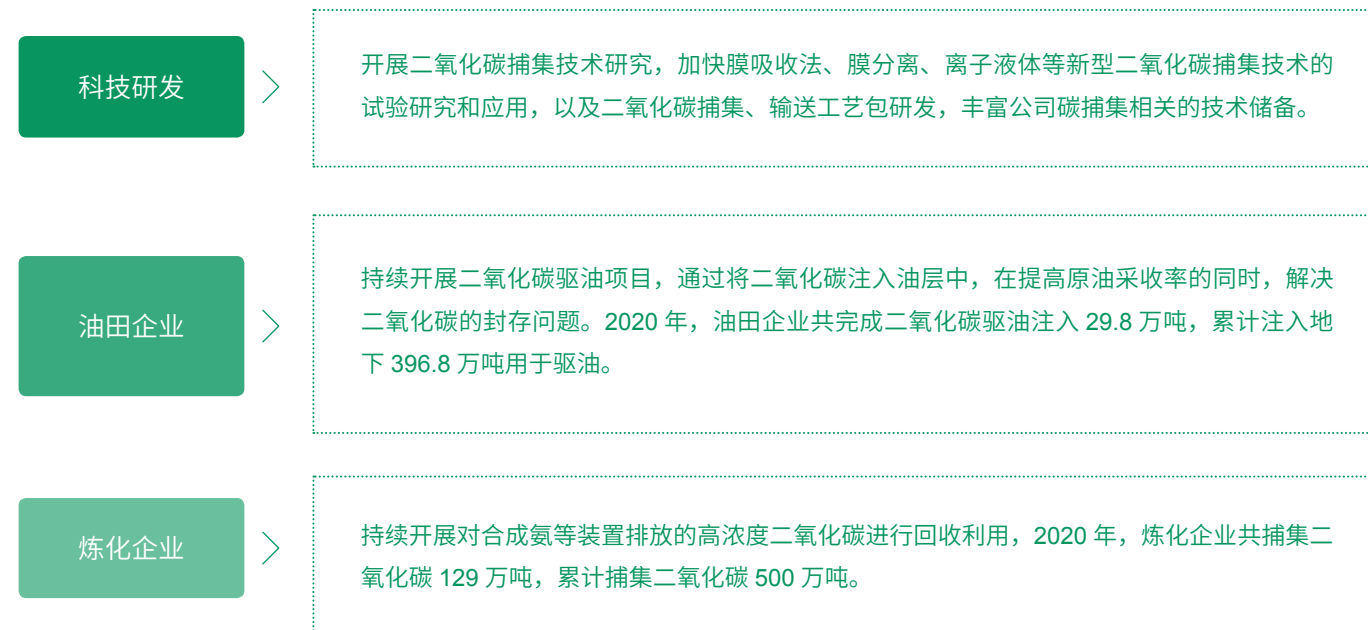 科技研发
开展二氧化碳捕集技术研究，加快膜吸收法、膜分离、离子液体等新型二氧化碳捕集技术的
试验研究和应用，以及二氧化碳捕集、输送工艺包研发，丰富公司碳捕集相关的技术储备。
油田企业
持续开展二氧化碳驱油项目，通过将二氧化碳注入油层中，在提高原油采收率的同时，解决
二氧化碳的封存问题。2020 年，油田企业共完成二氧化碳驱油注入 29.8 万吨，累计注入地
下 396.8 万吨用于驱油。
炼化企业
持续开展对合成氨等装置排放的高浓度二氧化碳进行回收利用，2020 年，炼化企业共捕集二
氧化碳 129 万吨，累计捕集二氧化碳 500 万吨。